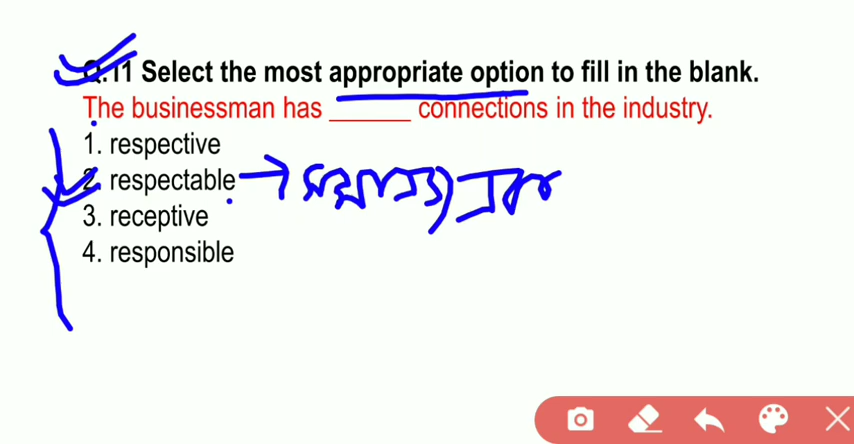 Q.11 Select the most appropriate option to fill in the blank.
The businessman has ______ connections in the industry.
1. respective
2. respectable →
3. receptive
4. responsible